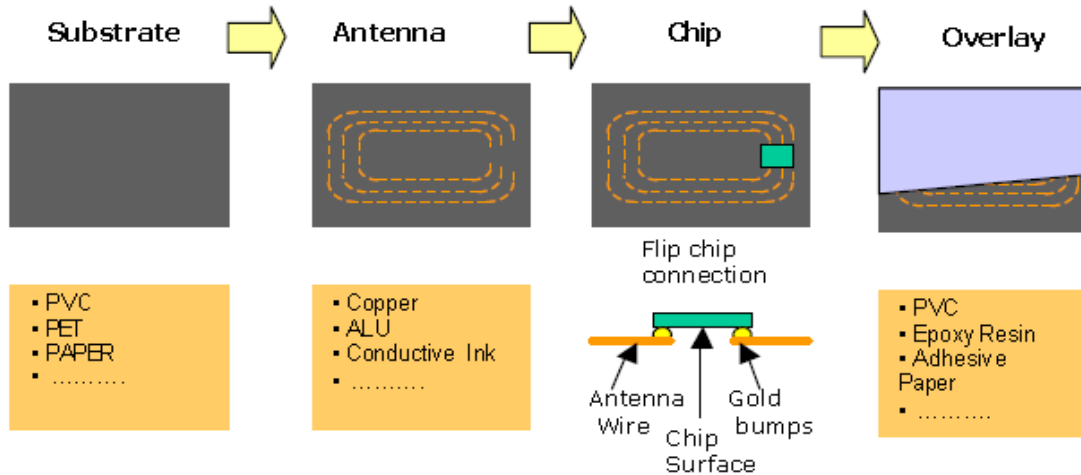 Substrate
Antenna
Chip
Overlay
Flip chip
connection
▪ PVC
▪ PET
▪ PAPER
▪ ……….
▪ Copper
▪ ALU
▪ Conductive Ink
▪ ……….
Antenna
Wire
Chip
Surface
Gold
bumps
▪ PVC
▪ Epoxy Resin
▪ Adhesive
Paper
▪ ……….